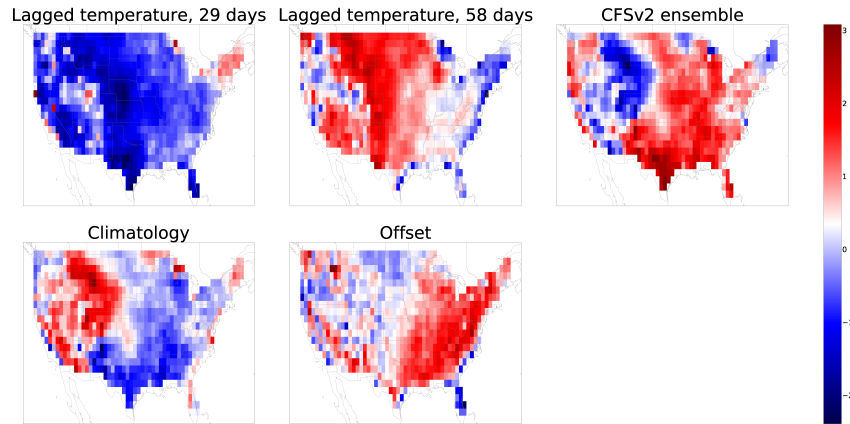 Lagged temperature, 29 days
Lagged temperature, 58 days
CFSv2 ensemble
3
2
1
0
Climatology
Offset